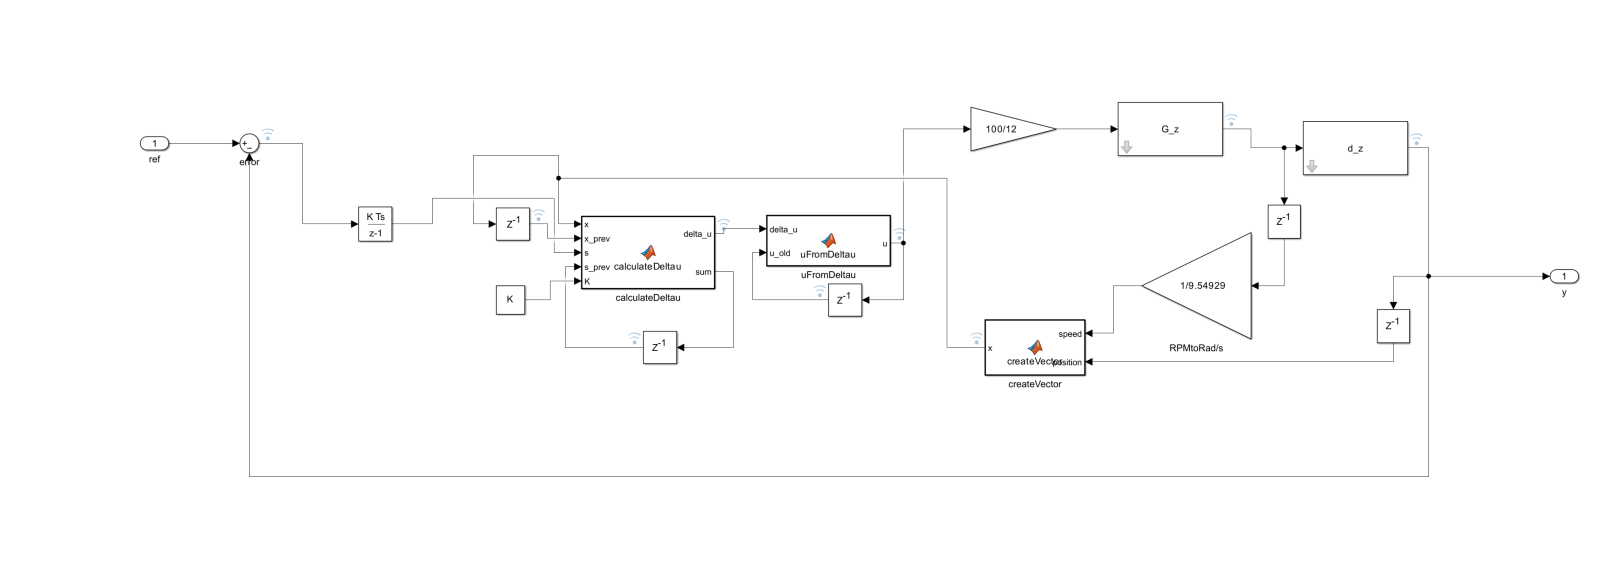 1
ref
+
-
error
K Ts
z-1
z-1
K
x
x_prev
s
s_prev
K
calculateDeltau
delta_u
sum
calculateDeltau
z-1
delta_u
u_old
uFromDeltau
u
uFromDeltau
z-1
100/12
G_z
d_z
z-1
1/9.54929
RPMtoRad/s
x
createVector
speed
position
createVector
z-1
1
y